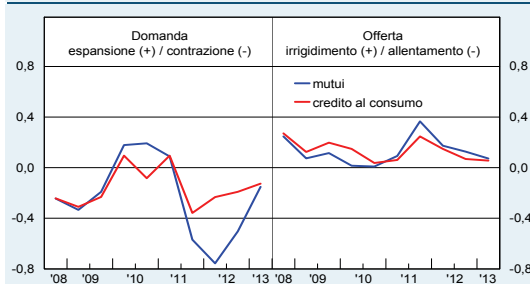 Domanda
espansione (+) / contrazione (-)
Offerta
irrigidimento (+) / allentamento (-)
mutui
credito al consumo
0,8
0,4
0,0
-0,4
-0,8
0,8
0,4
0,0
-0,4
-0,8
'08 '09 '10 '11 '12 '13
'08 '09 '10 '11 '12 '13